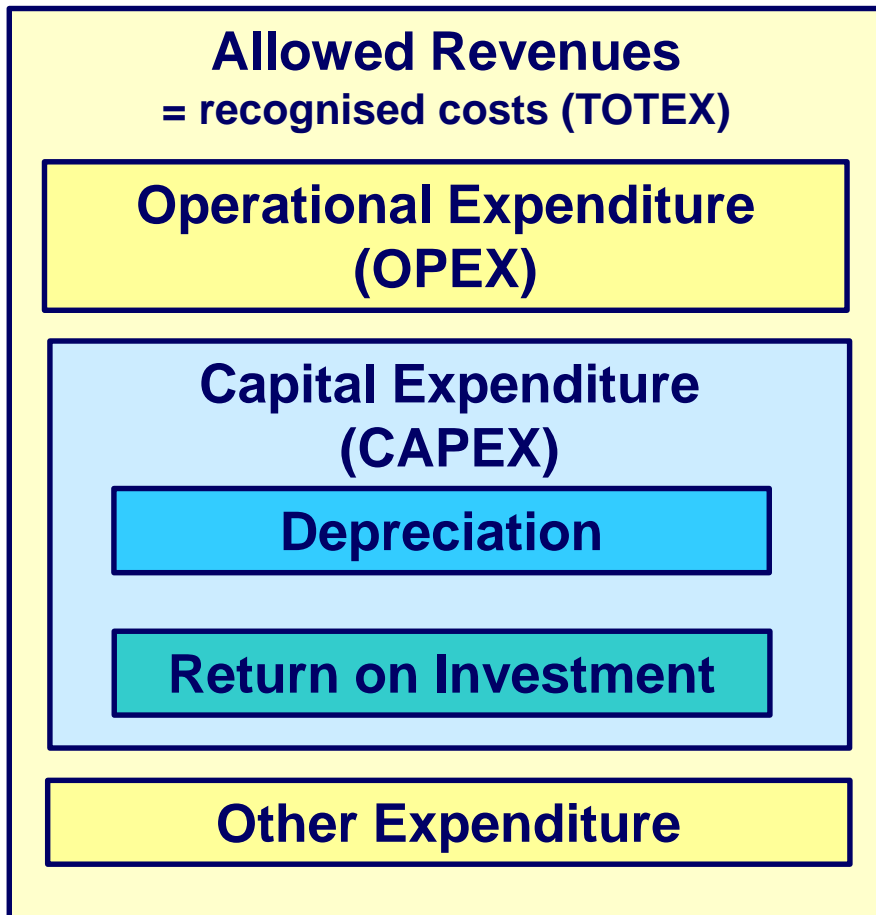 Allowed Revenues
= recognised costs (TOTEX)
Operational Expenditure
(OPEX)
Capital Expenditure
(CAPEX)
Depreciation
Return on Investment
Other Expenditure